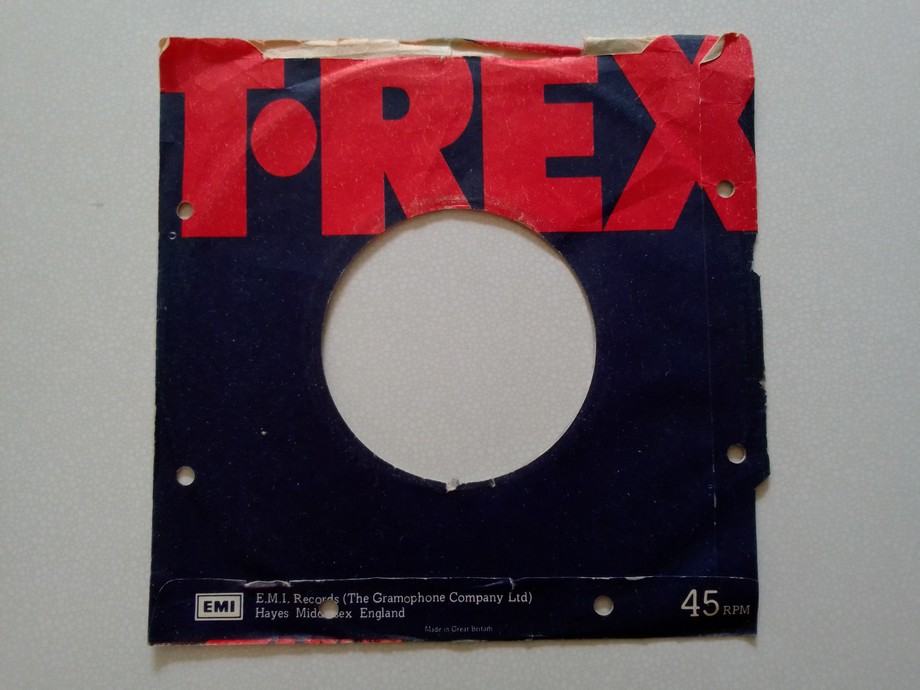 T·REX
EMI
E.M.I. Records (The Gramophone Company Ltd)
Hayes Middlesex England
45 RPM
Made in Great Britain